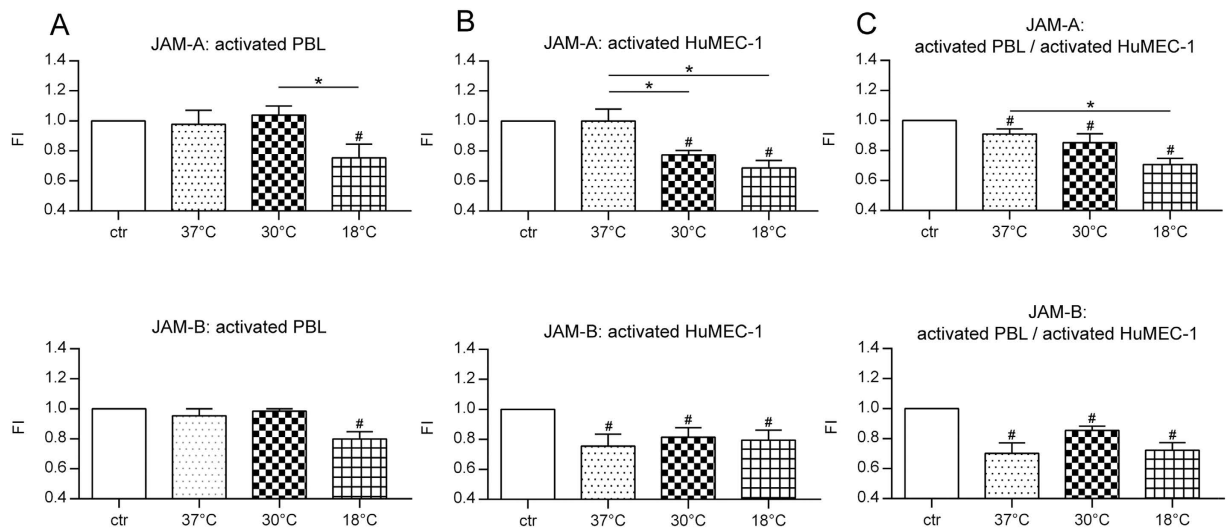 A
JAM-A: activated PBL
1.4
1.2
1.0
0.8
0.6
0.4
FI
*
#
ctr
37°C
30°C
18°C
B
JAM-A: activated HuMEC-1
1.4
1.2
1.0
0.8
0.6
0.4
FI
*
*
#
#
ctr
37°C
30°C
18°C
C
JAM-A:
activated PBL / activated HuMEC-1
1.4
1.2
1.0
0.8
0.6
0.4
FI
*
#
#
#
ctr
37°C
30°C
18°C
JAM-B: activated PBL
1.4
1.2
1.0
0.8
0.6
0.4
FI
#
ctr
37°C
30°C
18°C
JAM-B: activated HuMEC-1
1.4
1.2
1.0
0.8
0.6
0.4
FI
#
#
#
ctr
37°C
30°C
18°C
JAM-B:
activated PBL / activated HuMEC-1
1.4
1.2
1.0
0.8
0.6
0.4
FI
#
#
#
ctr
37°C
30°C
18°C